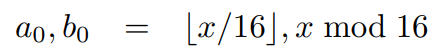 a₀, b₀ = ⌊x/16⌋, x mod 16